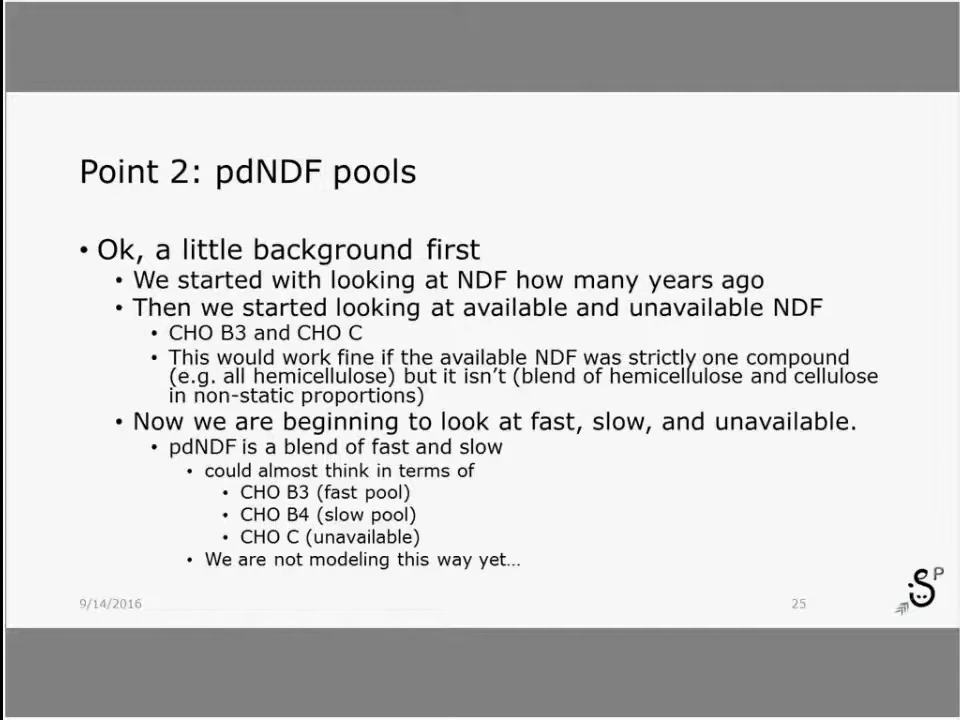 Point 2: pdNDF pools
• Ok, a little background first
• We started with looking at NDF how many years ago
• Then we started looking at available and unavailable NDF
• CHO B3 and CHO C
• This would work fine if the available NDF was strictly one compound
(e.g. all hemicellulose) but it isn't (blend of hemicellulose and cellulose
in non-static proportions)
• Now we are beginning to look at fast, slow, and unavailable.
• pdNDF is a blend of fast and slow
• could almost think in terms of
• CHO B3 (fast pool)
• CHO B4 (slow pool)
• CHO C (unavailable)
• We are not modeling this way yet…
9/14/2016
25
S P